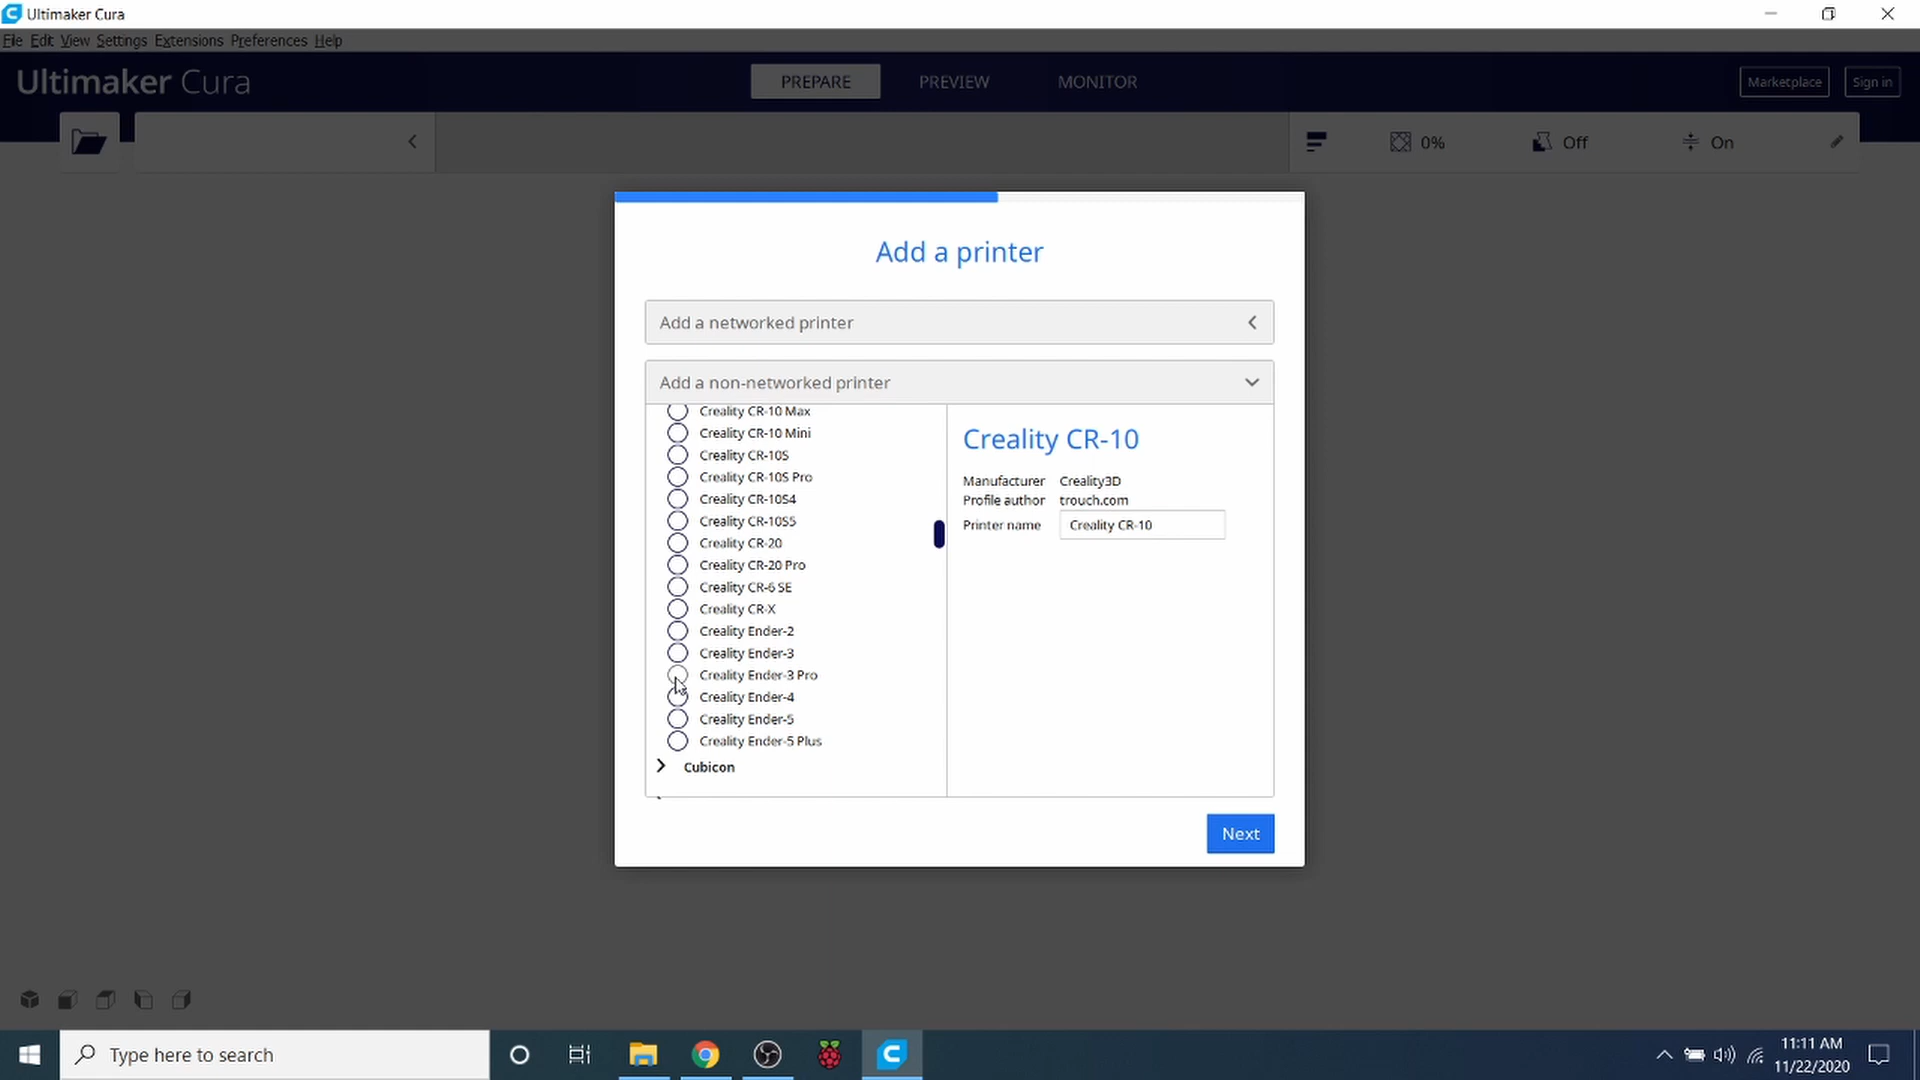 Ultimaker Cura
File Edit View Settings Extensions Preferences Help
Ultimaker Cura
PREPARE
PREVIEW
MONITOR
Marketplace
Sign in
0%
Off
On
Add a printer
Add a networked printer
Add a non-networked printer
Creality CR-10 Max
Creality CR-10 Mini
Creality CR-10S
Creality CR-10S Pro
Creality CR-10S4
Creality CR-10S5
Creality CR-20
Creality CR-20 Pro
Creality CR-6 SE
Creality CR-X
Creality Ender-2
Creality Ender-3
Creality Ender-3 Pro
Creality Ender-4
Creality Ender-5
Creality Ender-5 Plus
Cubicon
Creality CR-10
Manufacturer Creality3D
Profile author trouch.com
Printer name Creality CR-10
Next
Type here to search
11:11 AM
11/22/2020